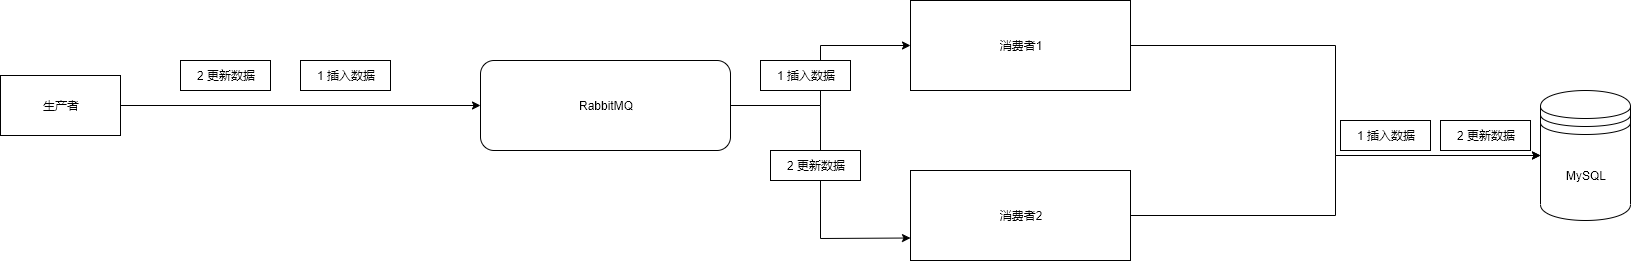 消费者1
2 更新数据
1 插入数据
1 插入数据
生产者
RabbitMQ
1 插入数据
2 更新数据
2 更新数据
MySQL
消费者2